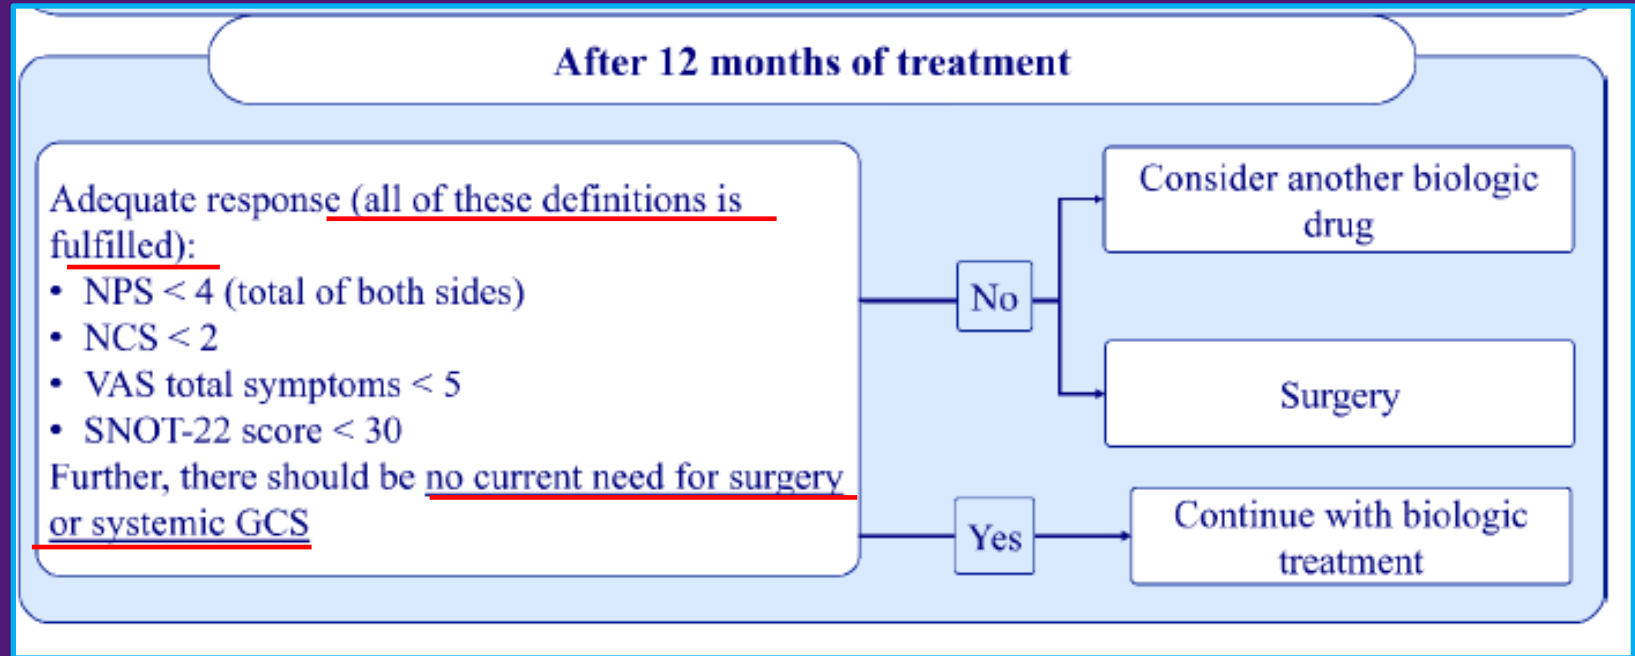 After 12 months of treatment
Adequate response (all of these definitions is
fulfilled):
• NPS < 4 (total of both sides)
• NCS < 2
• VAS total symptoms < 5
• SNOT-22 score < 30
Further, there should be no current need for surgery
or systemic GCS
No
Consider another biologic
drug
Surgery
Yes
Continue with biologic
treatment